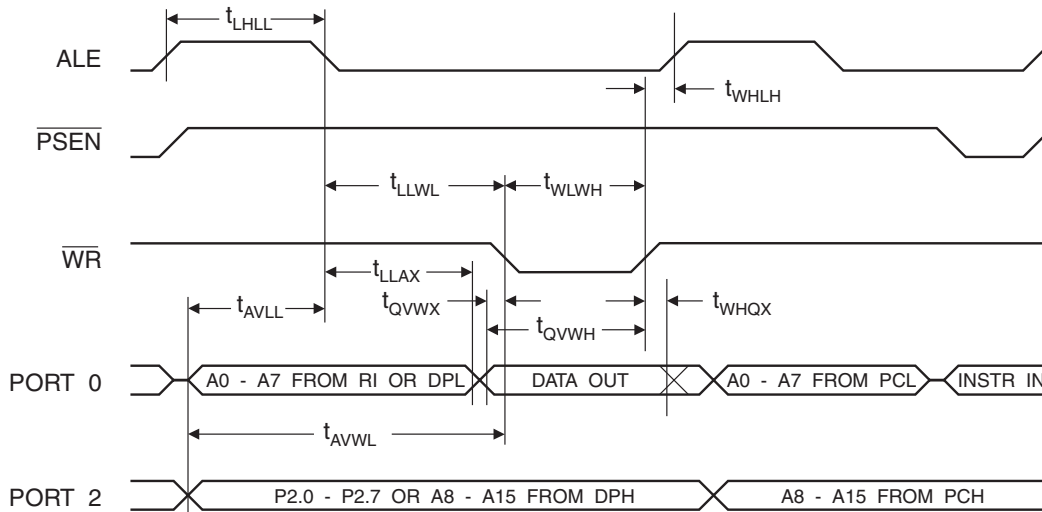 tLHLL
ALE
tWHLH
PSEN
tLLWL
tWLWH
WR
tLLAX
tAVLL
tQVWX
tWHQX
tQVWH
PORT 0
A0 - A7 FROM RI OR DPL
DATA OUT
A0 - A7 FROM PCL
INSTR IN
tAVWL
PORT 2
P2.0 - P2.7 OR A8 - A15 FROM DPH
A8 - A15 FROM PCH